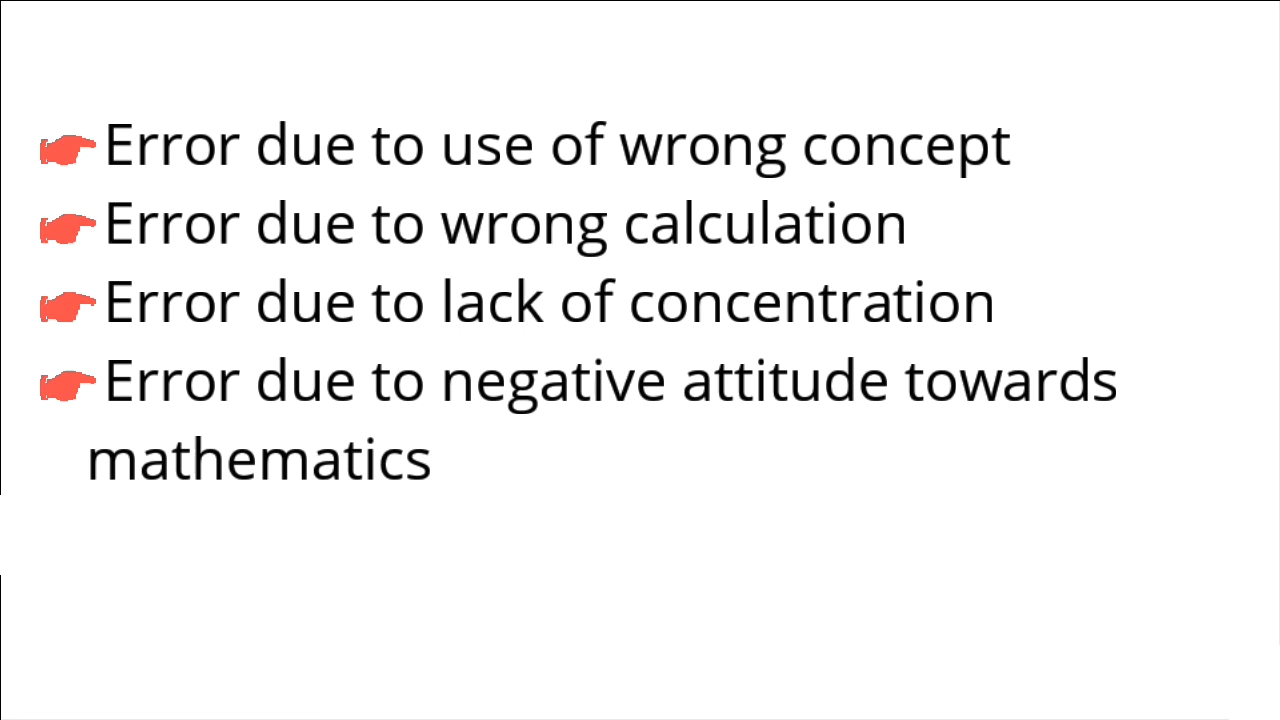 Error due to use of wrong concept
Error due to wrong calculation
Error due to lack of concentration
Error due to negative attitude towards
mathematics